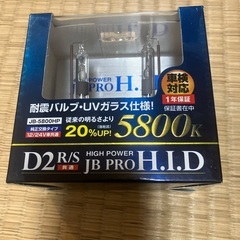 POWER
PRO H.
車検
対応
1年保証
保証書在中
耐震バルブ・UVガラス仕様!
JB-5800HP
純正交換タイプ
12/24V車共通
従来の明るさより
20%UP!
5800K
D2R/S
共通
HIGH POWER
JB PRO H.I.D